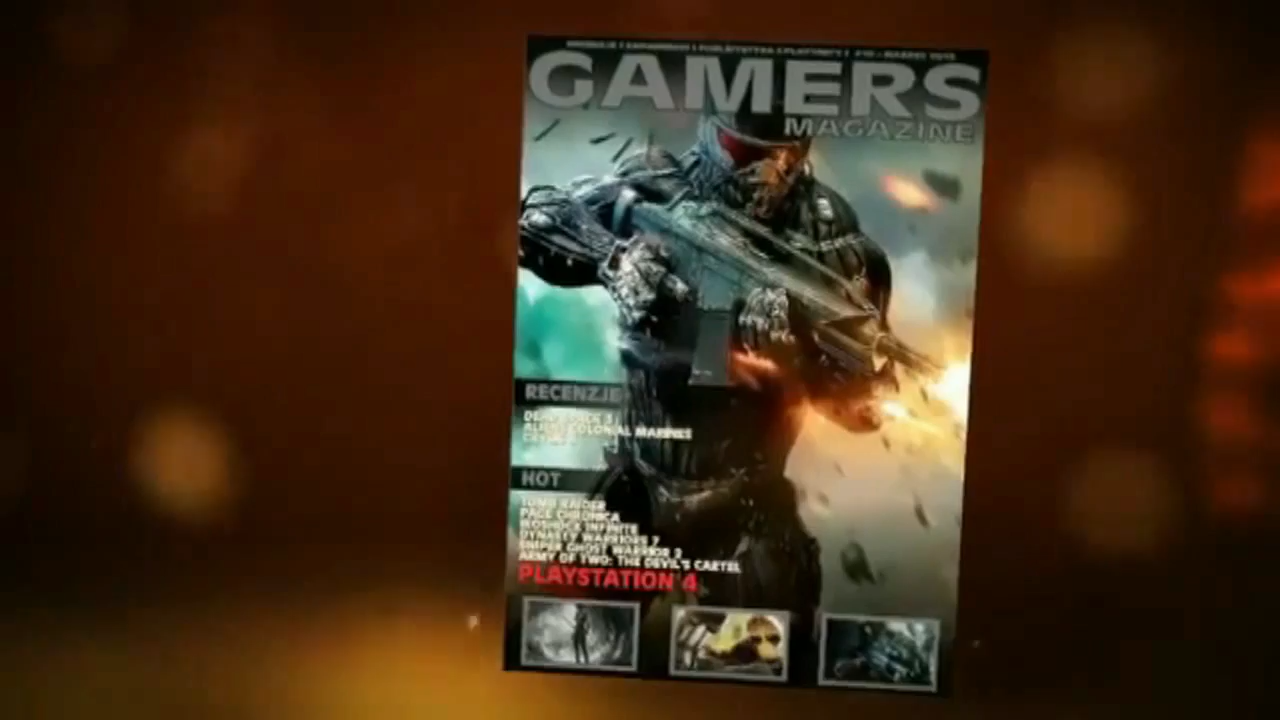 GAMERS
MAGAZINE
RECENZJE
ALIENS COLONIAL MARINES
HOT
TOMB RAIDER
BIOSHOCK INFINITE
DYNASTY WARRIORS 7
SNIPER GHOST WARRIOR 2
ARMY OF TWO: THE DEVIL'S CARTEL
PLAYSTATION 4